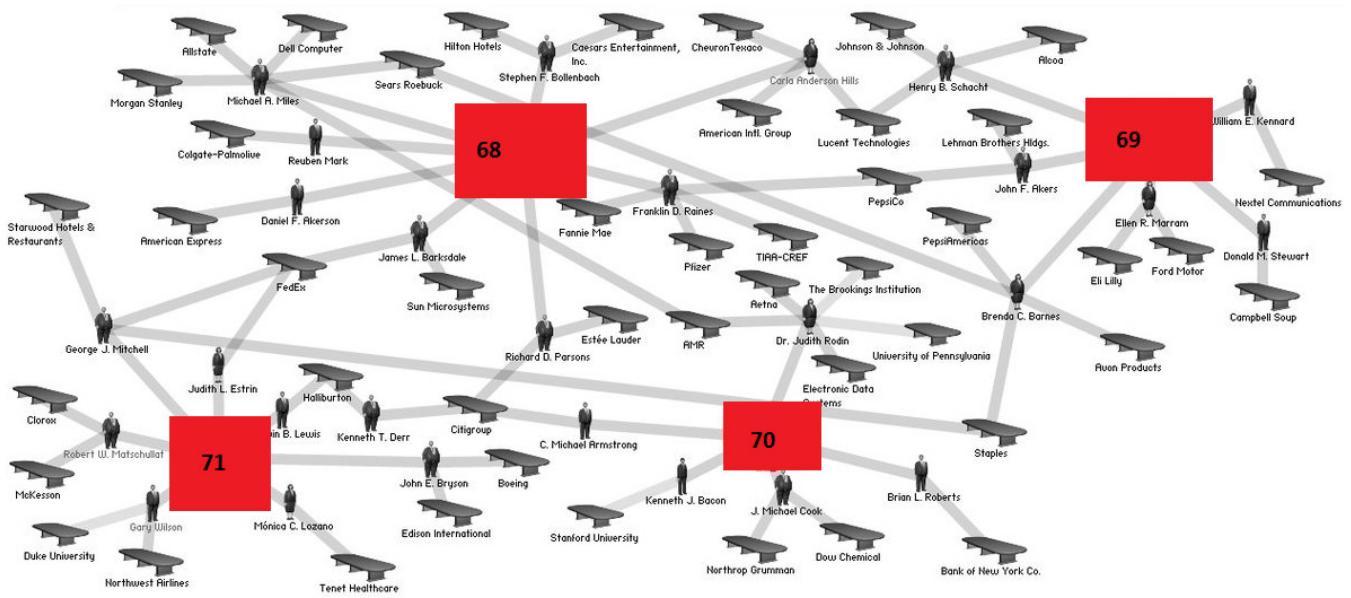 Allstate
Dell Computer
Hilton Hotels
Caesars Entertainment,
Inc.
ChevronTexaco
Johnson & Johnson
Alcoa
Morgan Stanley
Michael A. Miles
Sears Roebuck
Stephen F. Bollenbach
Carla Anderson Hills
Henry B. Schacht
William E. Kennard
Colgate-Palmolive
Reuben Mark
68
American Intl. Group
Lucent Technologies
Lehman Brothers Hldgs.
69
John F. Akers
Nextel Communications
Starwood Hotels &
Restaurants
American Express
Daniel F. Akerson
Franklin D. Raines
PepsiCo
Fannie Mae
PepsiAmericas
Ellen R. Marram
James L. Barksdale
Pfizer
TIAA-CREF
Eli Lilly
Ford Motor
Donald M. Stewart
FedEx
Sun Microsystems
Aetna
The Brookings Institution
Brenda C. Barnes
Campbell Soup
George J. Mitchell
Richard D. Parsons
Estée Lauder
AMR
Dr. Judith Rodin
University of Pennsylvania
Avon Products
Judith L. Estrin
Halliburton
Electronic Data
Clorox
B. Lewis
Kenneth T. Derr
Citigroup
C. Michael Armstrong
70
Staples
Robert W. Matschullat
71
McKesson
John E. Bryson
Boeing
Kenneth J. Bacon
J. Michael Cook
Brian L. Roberts
Gary Wilson
Mónica C. Lozano
Edison International
Stanford University
Duke University
Northwest Airlines
Tenet Healthcare
Northrop Grumman
Dow Chemical
Bank of New York Co.